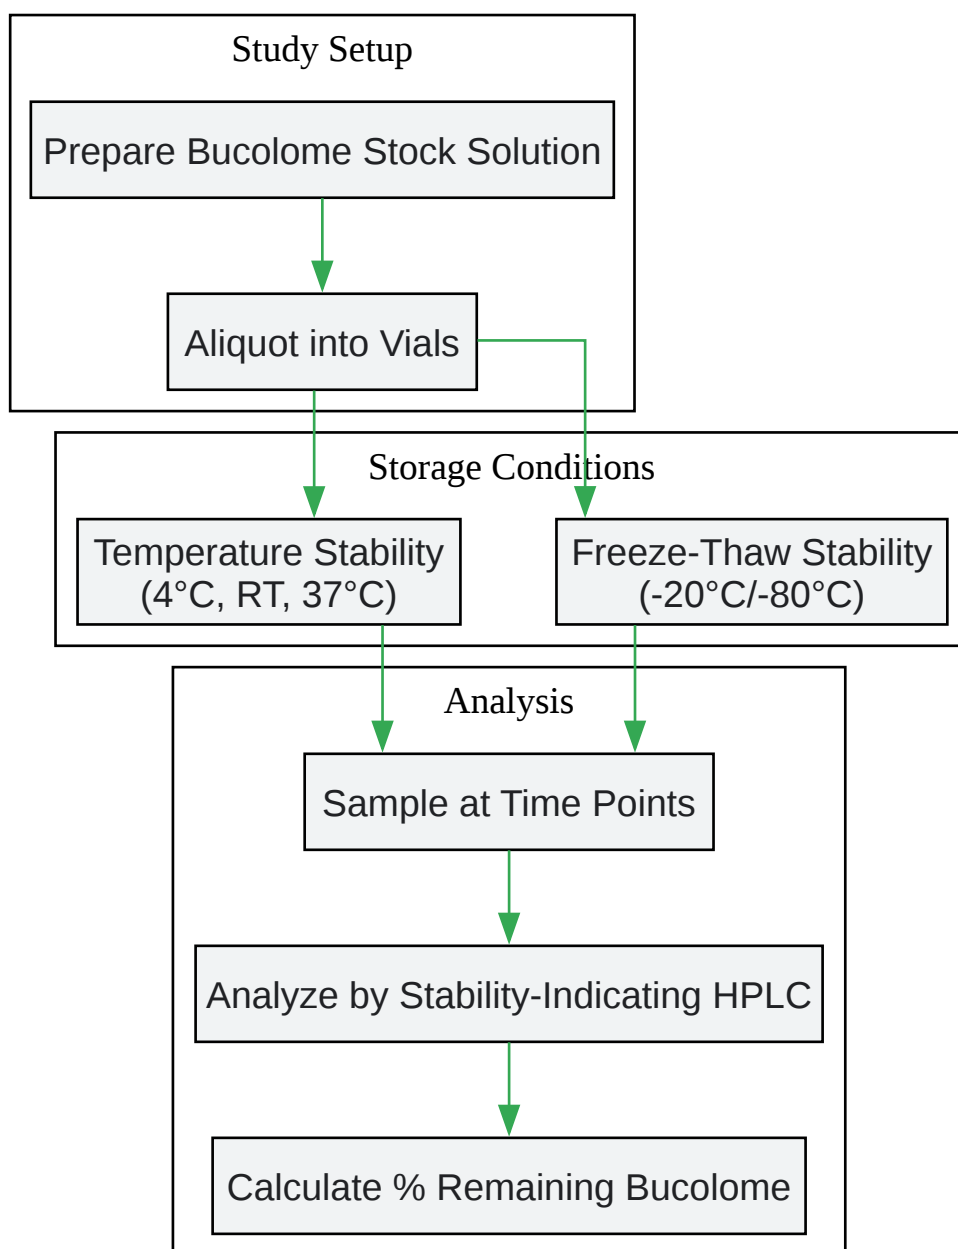 Study Setup
Prepare Bucolome Stock Solution
Aliquot into Vials
Storage Conditions
Temperature Stability
(4°C, RT, 37°C)
Freeze-Thaw Stability
(-20°C/-80°C)
Analysis
Sample at Time Points
Analyze by Stability-Indicating HPLC
Calculate % Remaining Bucolome